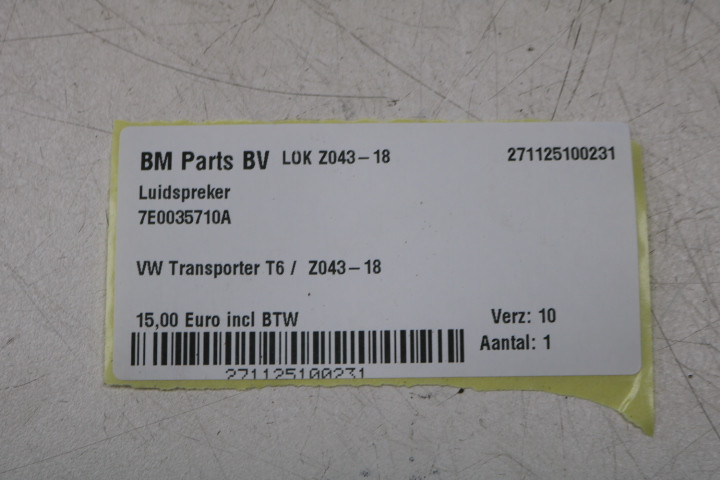 BM Parts BV LOK Z043-18 271125100231
Luidspreker
7E0035710A
VW Transporter T6 / Z043-18
15,00 Euro incl BTW Verz: 10
Aantal: 1
271125100231